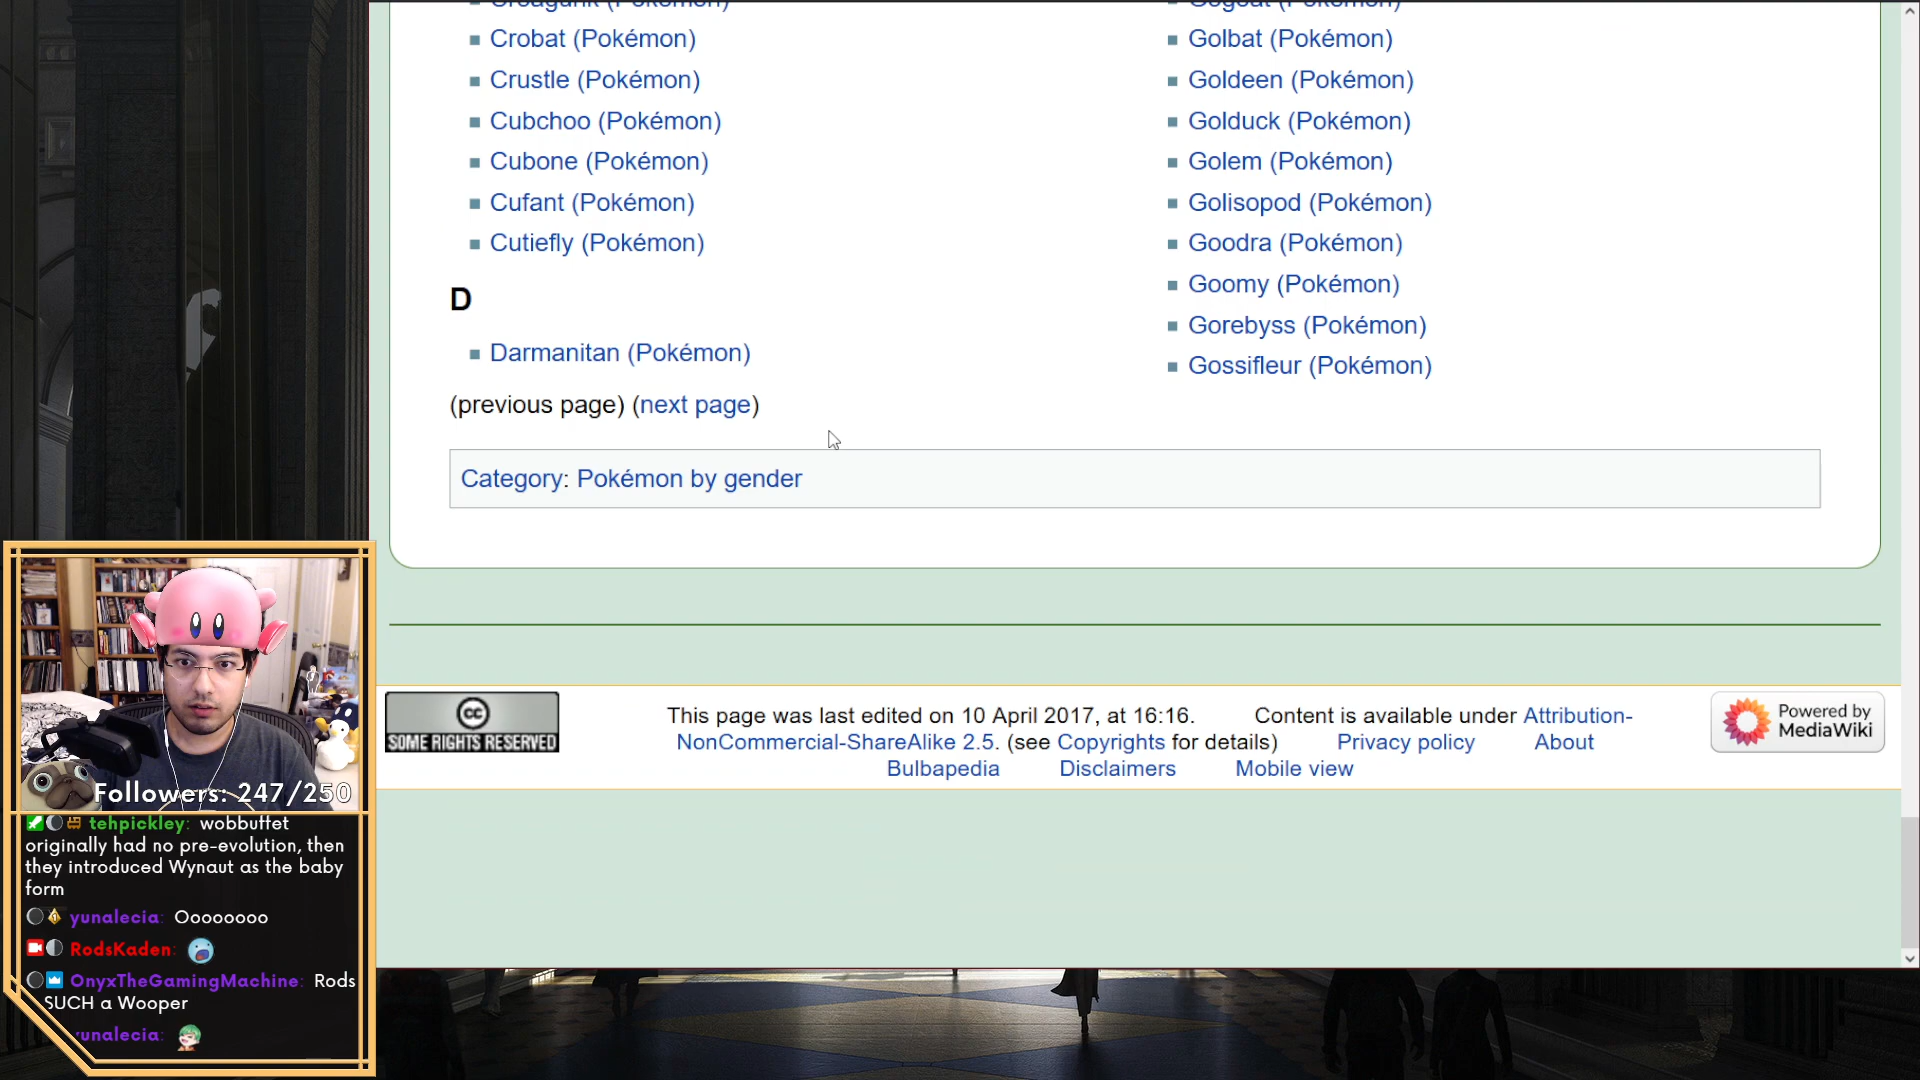 Crobat (Pokémon)
Crustle (Pokémon)
Cubchoo (Pokémon)
Cubone (Pokémon)
Cufant (Pokémon)
Cutiefly (Pokémon)
D
Darmanitan (Pokémon)
(previous page) (next page)
Golbat (Pokémon)
Goldeen (Pokémon)
Golduck (Pokémon)
Golem (Pokémon)
Golisopod (Pokémon)
Goodra (Pokémon)
Goomy (Pokémon)
Gorebyss (Pokémon)
Gossifleur (Pokémon)
Category: Pokémon by gender
cc
SOME RIGHTS RESERVED
This page was last edited on 10 April 2017, at 16:16. Content is available under Attribution-
NonCommercial-ShareAlike 2.5. (see Copyrights for details) Privacy policy About
Bulbapedia Disclaimers Mobile view
Powered by
MediaWiki
Followers: 247/250
tehpickley: wobbuffet
originally had no pre-evolution, then
they introduced Wynaut as the baby
form
yunalecia: Oooooooo
RodsKaden:
OnyxTheGamingMachine: Rods
SUCH a Wooper
unalecia: